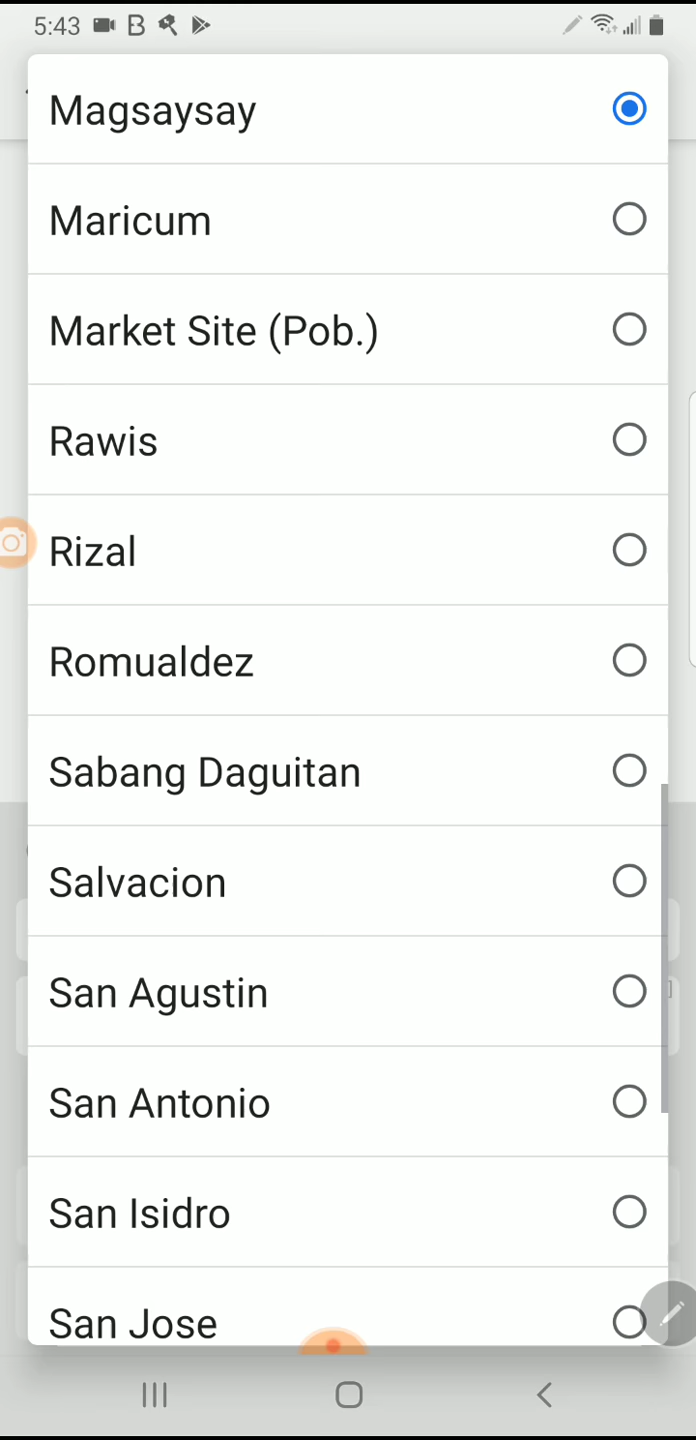 5:43
Magsaysay
Maricum
Market Site (Pob.)
Rawis
Rizal
Romualdez
Sabang Daguitan
Salvacion
San Agustin
San Antonio
San Isidro
San Jose